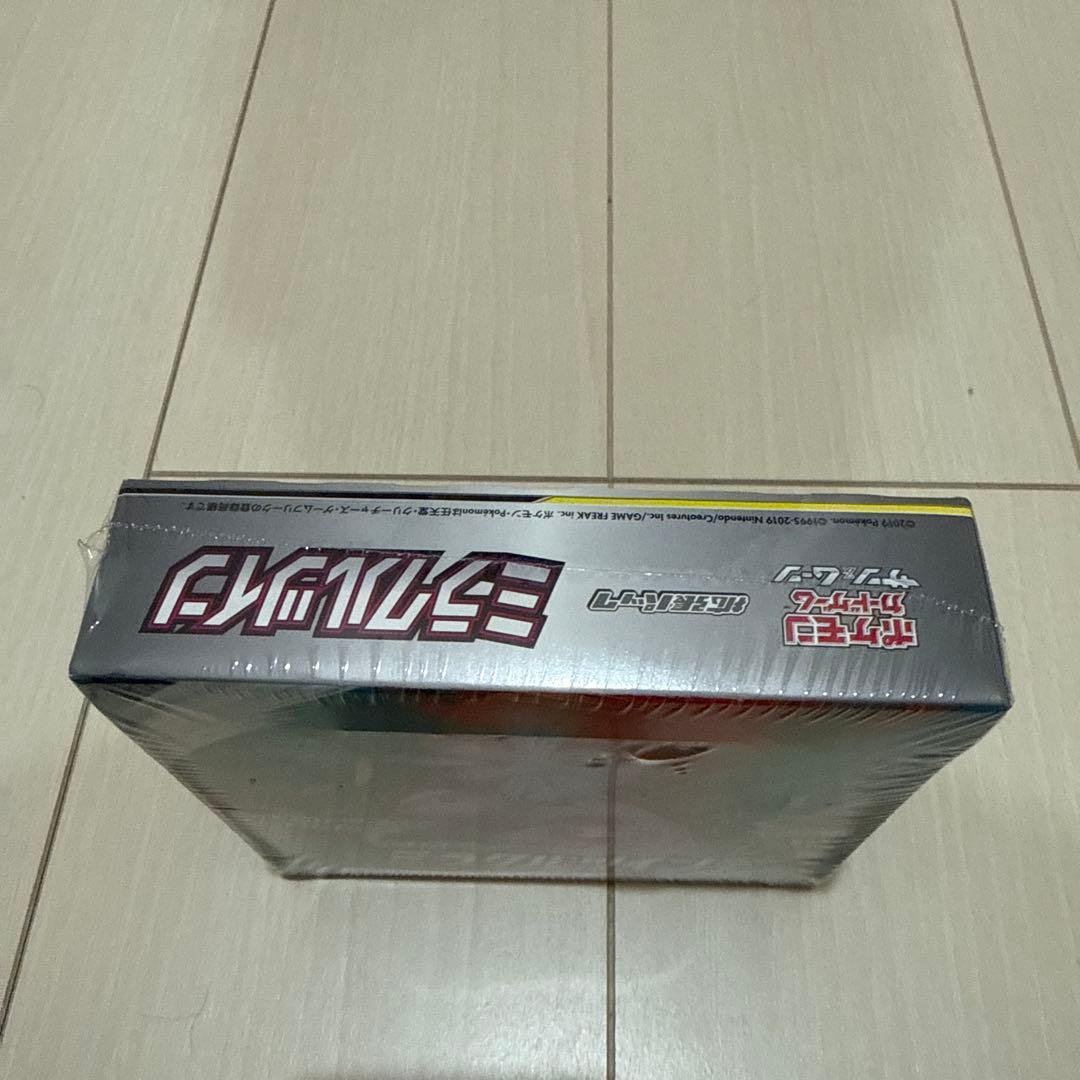 ポケモン
カードゲーム
サン&ムーン
拡張パック
ミラクルツイン
©2019 Pokémon. ©1995-2019 Nintendo/Creatures Inc./GAME FREAK inc. ポケモン・Pokémonは任天堂・クリーチャーズ・ゲームフリークの登録商標です。